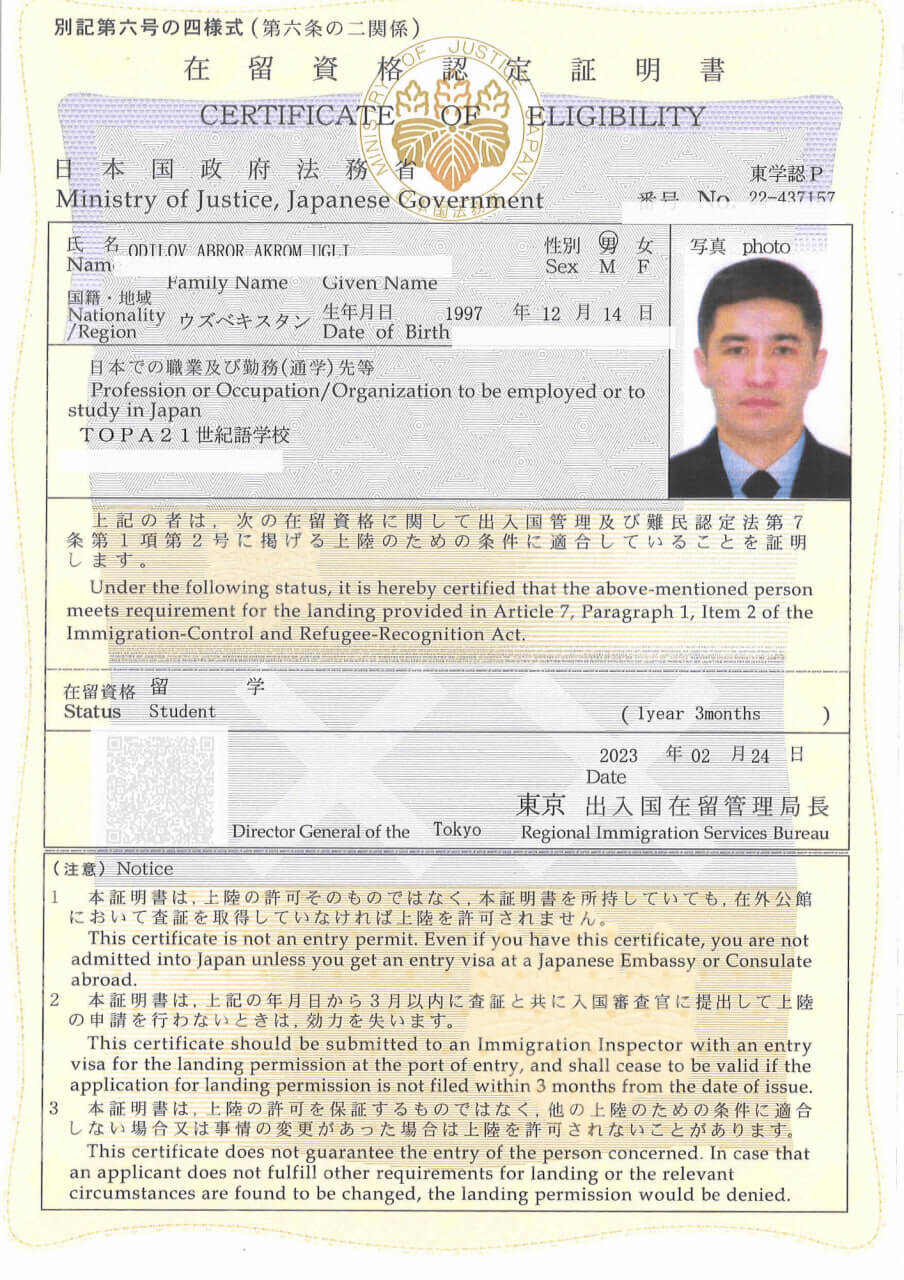 別記第六号の四様式(第六条の二関係)
在留資格認定証明書
CERTIFICATE OF ELIGIBILITY
MINISTRY OF JUSTICE, JAPAN
日本国政府法務省
東学認P
Ministry of Justice, Japanese Government
番号 No. 22-437157
日本国法務省
氏名 ODILOV ABROR AKROM UGLI
Name
Family Name Given Name
性別 男 女
Sex M F
写真 photo
国籍・地域
Nationality
/Region
ウズベキスタン
生年月日 1997 年 12 月 14 日
Date of Birth
日本での職業及び勤務(通学)先等
Profession or Occupation/Organization to be employed or to
study in Japan
TOPA21世紀語学校
上記の者は,次の在留資格に関して出入国管理及び難民認定法第7
条第1項第2号に掲げる上陸のための条件に適合していることを証明
します。
Under the following status, it is hereby certified that the above-mentioned person
meets requirement for the landing provided in Article 7, Paragraph 1, Item 2 of the
Immigration-Control and Refugee-Recognition Act.
在留資格 留学
Status Student
( 1year 3months )
2023 年 02 月 24 日
Date
東京 出入国在留管理局長
Director General of the Tokyo Regional Immigration Services Bureau
(注意) Notice
1 本証明書は,上陸の許可そのものではなく,本証明書を所持していても,在外公館
において査証を取得していなければ上陸を許可されません。
This certificate is not an entry permit. Even if you have this certificate, you are not
admitted into Japan unless you get an entry visa at a Japanese Embassy or Consulate
abroad.
2 本証明書は,上記の年月日から3月以内に査証と共に入国審査官に提出して上陸
の申請を行わないときは,効力を失います。
This certificate should be submitted to an Immigration Inspector with an entry
visa for the landing permission at the port of entry, and shall cease to be valid if the
application for landing permission is not filed within 3 months from the date of issue.
3 本証明書は,上陸の許可を保証するものではなく,他の上陸のための条件に適合
しない場合又は事情の変更があった場合は上陸を許可されないことがあります。
This certificate does not guarantee the entry of the person concerned. In case that
an applicant does not fulfill other requirements for landing or the relevant
circumstances are found to be changed, the landing permission would be denied.